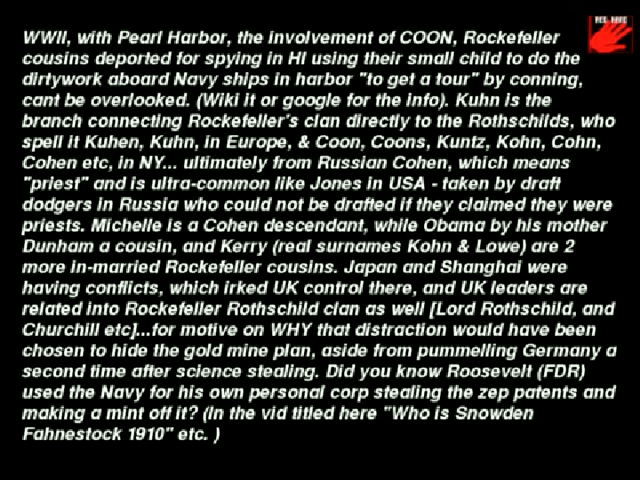 RED HAND
WWII, with Pearl Harbor, the involvement of COON, Rockefeller
cousins deported for spying in HI using their small child to do the
dirtywork aboard Navy ships in harbor "to get a tour" by conning,
cant be overlooked. (Wiki it or google for the info). Kuhn is the
branch connecting Rockefeller's clan directly to the Rothschilds, who
spell it Kuhen, Kuhn, in Europe, & Coon, Coons, Kuntz, Kohn, Cohn,
Cohen etc, in NY... ultimately from Russian Cohen, which means
"priest" and is ultra-common like Jones in USA - taken by draft
dodgers in Russia who could not be drafted if they claimed they were
priests. Michelle is a Cohen descendant, while Obama by his mother
Dunham a cousin, and Kerry (real surnames Kohn & Lowe) are 2
more in-married Rockefeller cousins. Japan and Shanghai were
having conflicts, which irked UK control there, and UK leaders are
related into Rockefeller Rothschild clan as well [Lord Rothschild, and
Churchill etc]...for motive on WHY that distraction would have been
chosen to hide the gold mine plan, aside from pummelling Germany a
second time after science stealing. Did you know Roosevelt (FDR)
used the Navy for his own personal corp stealing the zep patents and
making a mint off it? (In the vid titled here "Who is Snowden
Fahnestock 1910" etc. )